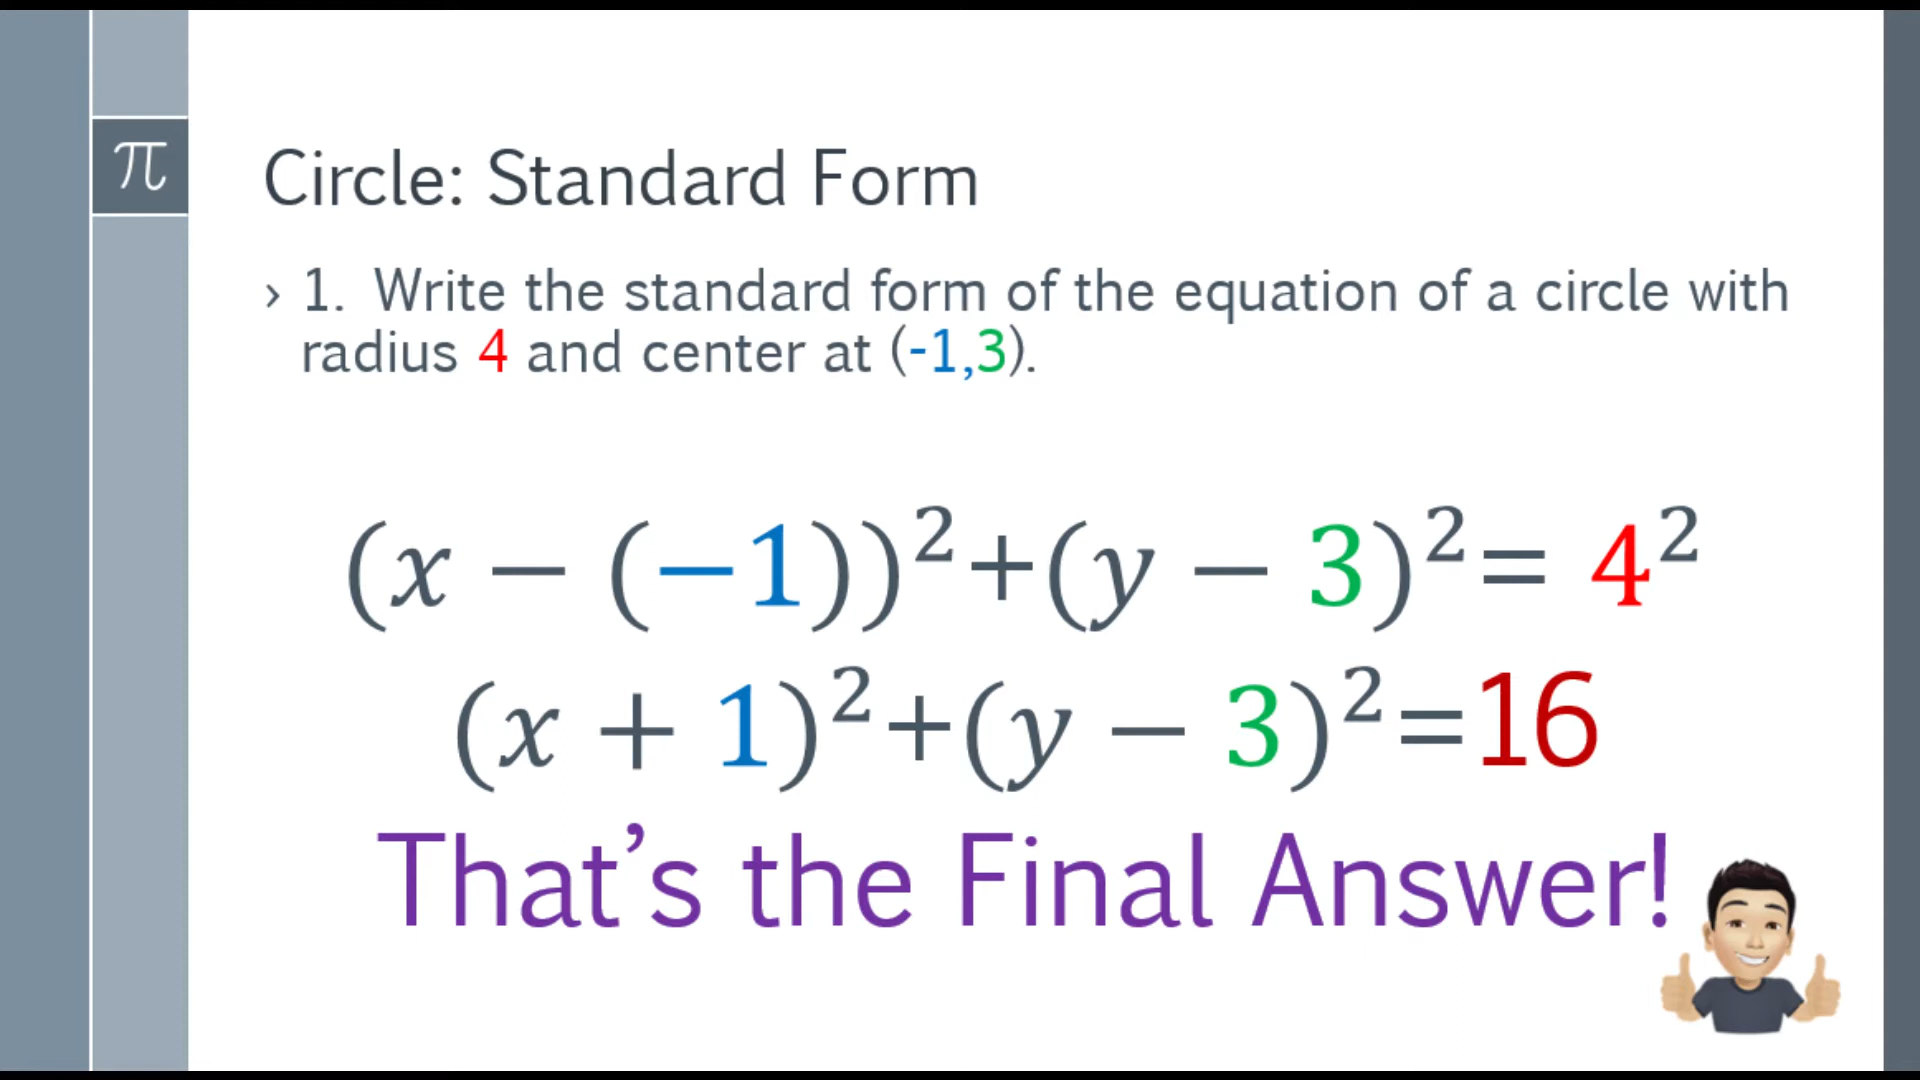 π
Circle: Standard Form
› 1. Write the standard form of the equation of a circle with
radius 4 and center at (-1,3).
(x − (−1))²+(y − 3)²= 4²
(x + 1)²+(y − 3)²=16
That’s the Final Answer!